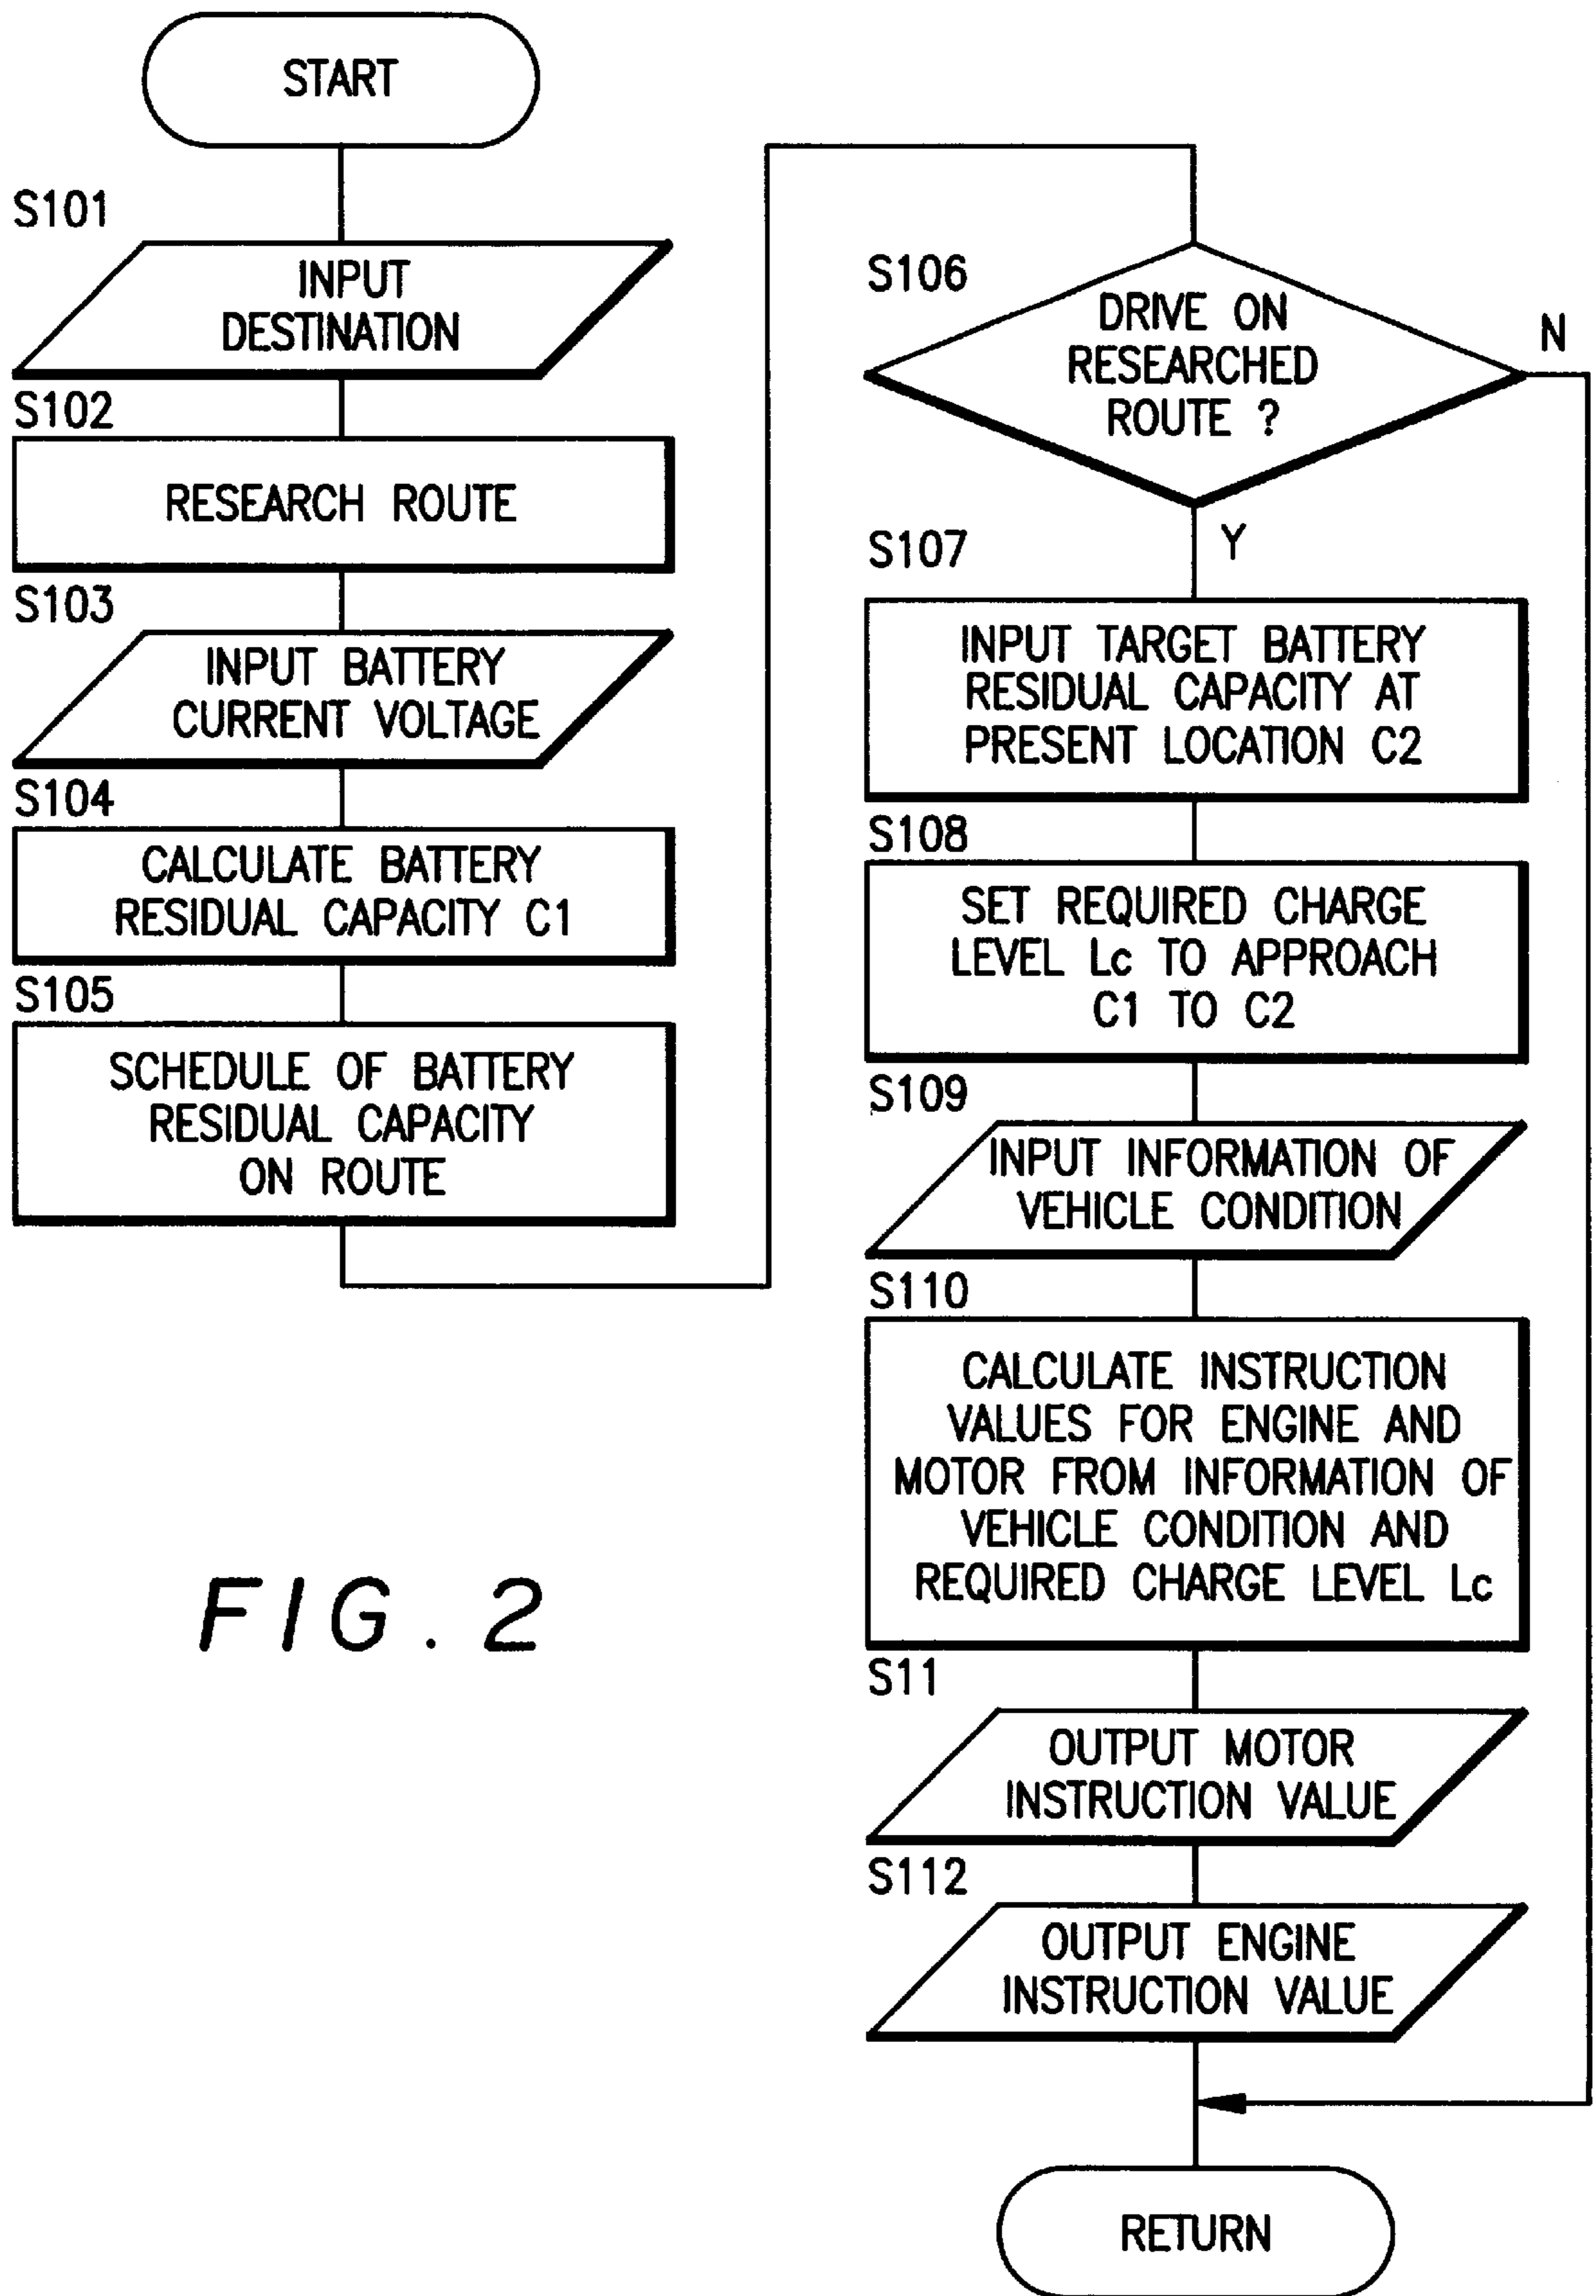 START
S101
INPUT
DESTINATION
S102
RESEARCH ROUTE
S103
INPUT BATTERY
CURRENT VOLTAGE
S104
CALCULATE BATTERY
RESIDUAL CAPACITY C1
S105
SCHEDULE OF BATTERY
RESIDUAL CAPACITY
ON ROUTE
S106
DRIVE ON
RESEARCHED
ROUTE ?
N
Y
S107
INPUT TARGET BATTERY
RESIDUAL CAPACITY AT
PRESENT LOCATION C2
S108
SET REQUIRED CHARGE
LEVEL Lc TO APPROACH
C1 TO C2
S109
INPUT INFORMATION OF
VEHICLE CONDITION
S110
CALCULATE INSTRUCTION
VALUES FOR ENGINE AND
MOTOR FROM INFORMATION OF
VEHICLE CONDITION AND
REQUIRED CHARGE LEVEL Lc
S11
OUTPUT MOTOR
INSTRUCTION VALUE
S112
OUTPUT ENGINE
INSTRUCTION VALUE
RETURN
FIG. 2